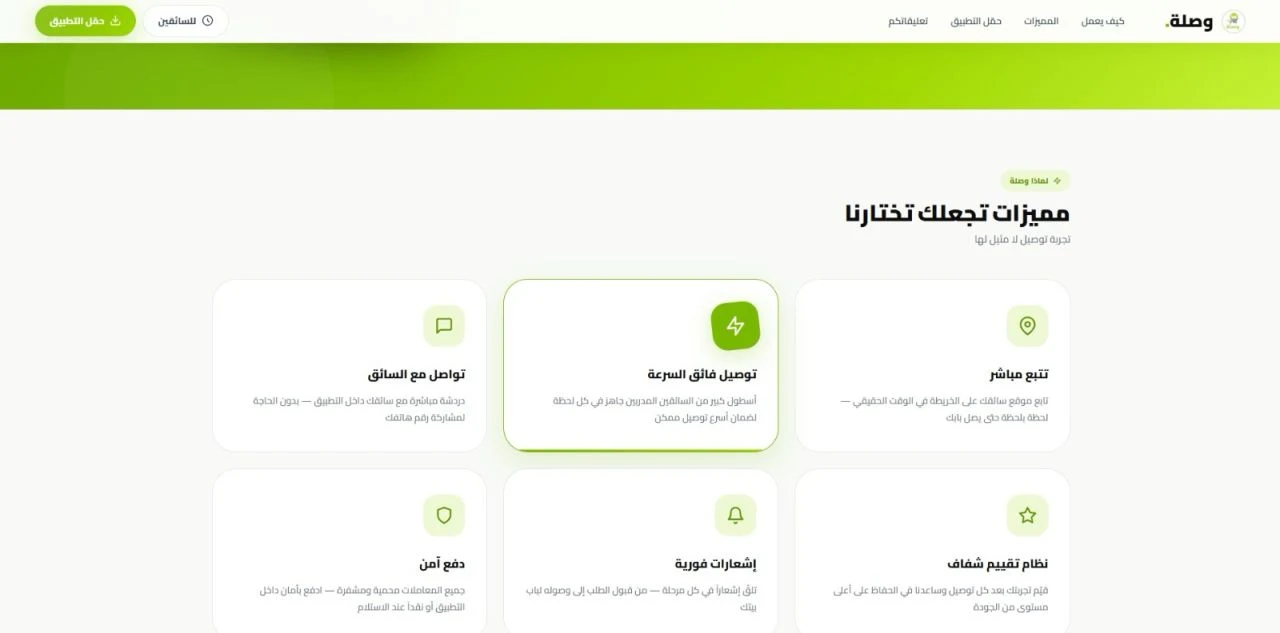 وصلة.
كيف يعمل
المميزات
حمّل التطبيق
تعليقاتكم
للسائقين
حمّل التطبيق
لماذا وصلة
مميزات تجعلك تختارنا
تجربة توصيل لا مثيل لها
تتبع مباشر
تابع موقع سائقك على الخريطة في الوقت الحقيقي —
لحظة بلحظة حتى يصل بابك
توصيل فائق السرعة
أسطول كبير من السائقين المدربين جاهز في كل لحظة
لضمان أسرع توصيل ممكن
تواصل مع السائق
دردشة مباشرة مع سائقك داخل التطبيق — بدون الحاجة
لمشاركة رقم هاتفك
نظام تقييم شفاف
قيّم تجربتك بعد كل توصيل وساعدنا في الحفاظ على أعلى
مستوى من الجودة
إشعارات فورية
تلقّ إشعاراً في كل مرحلة — من قبول الطلب إلى وصوله لباب
بيتك
دفع آمن
جميع المعاملات محمية ومشفرة — ادفع بأمان داخل
التطبيق أو نقداً عند الاستلام